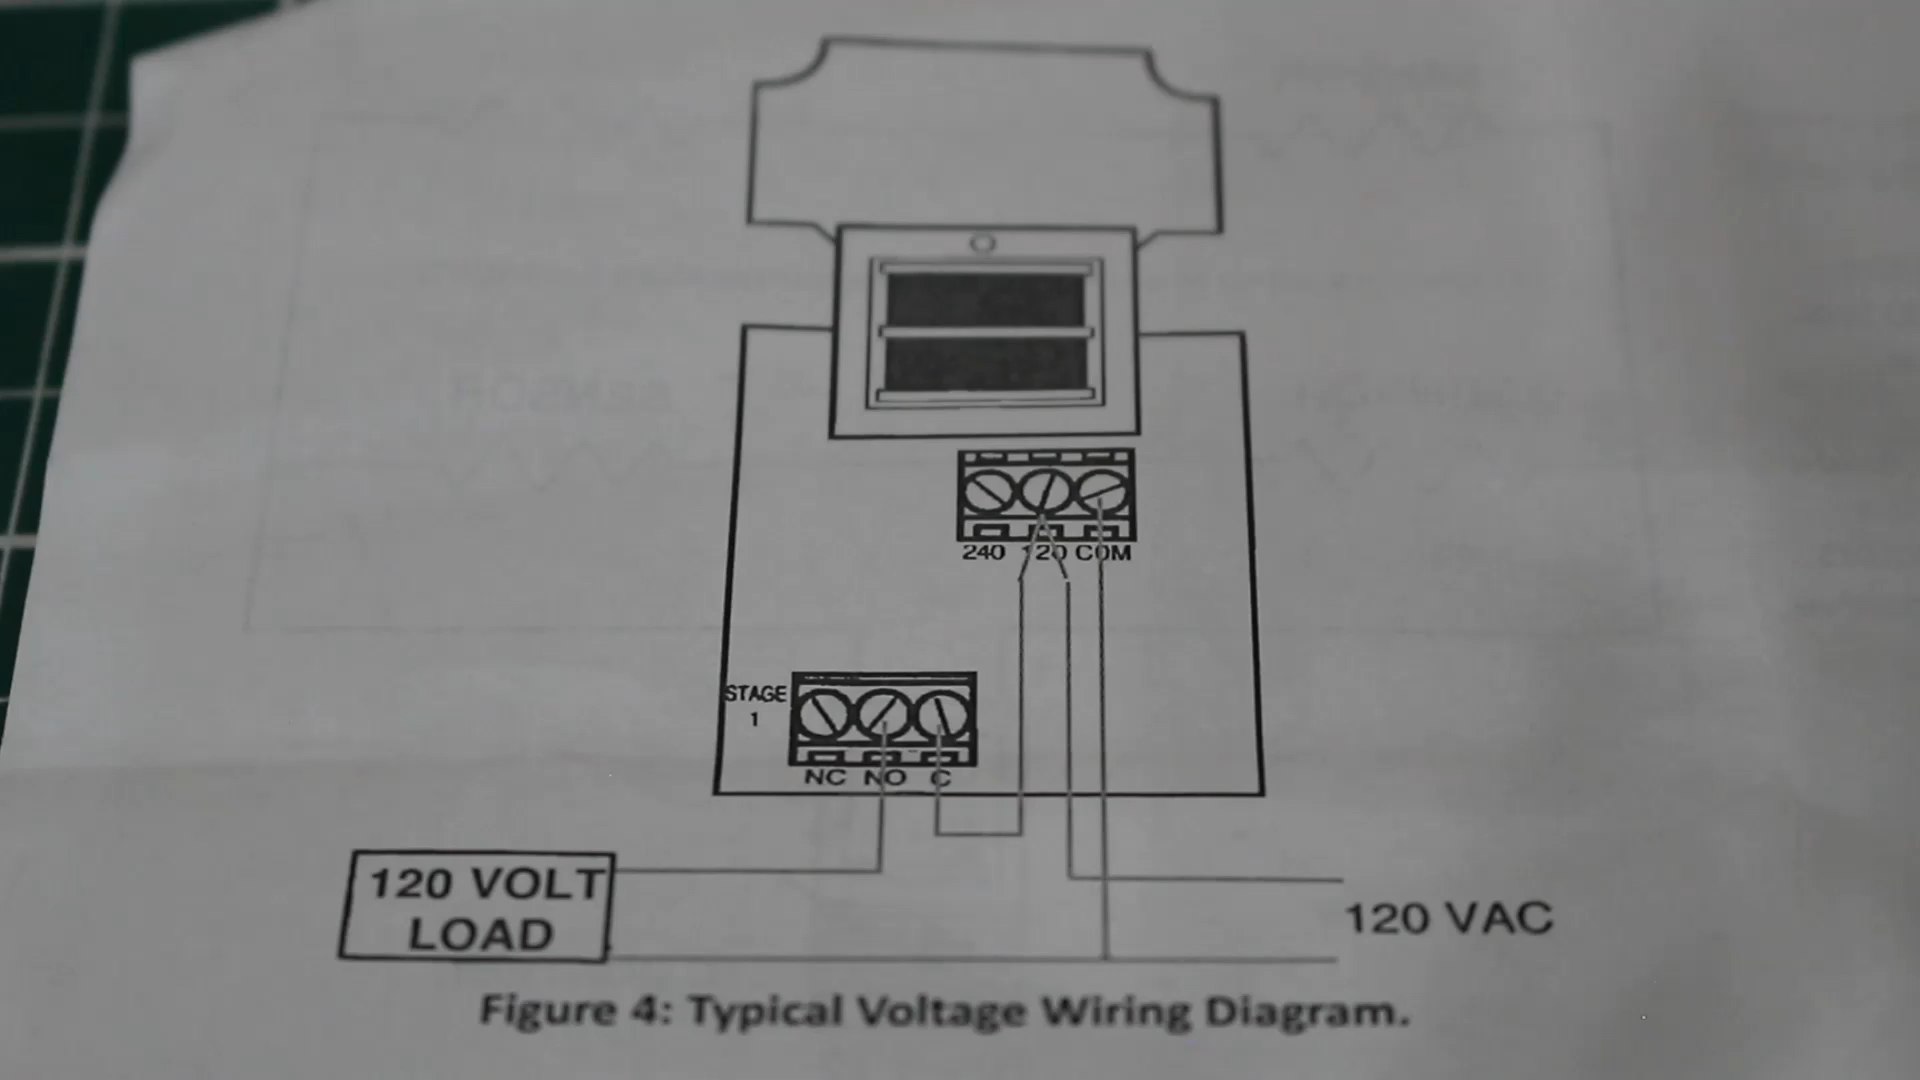 240 120 COM
STAGE
1
NC NO C
120 VOLT
LOAD
120 VAC
Figure 4: Typical Voltage Wiring Diagram.